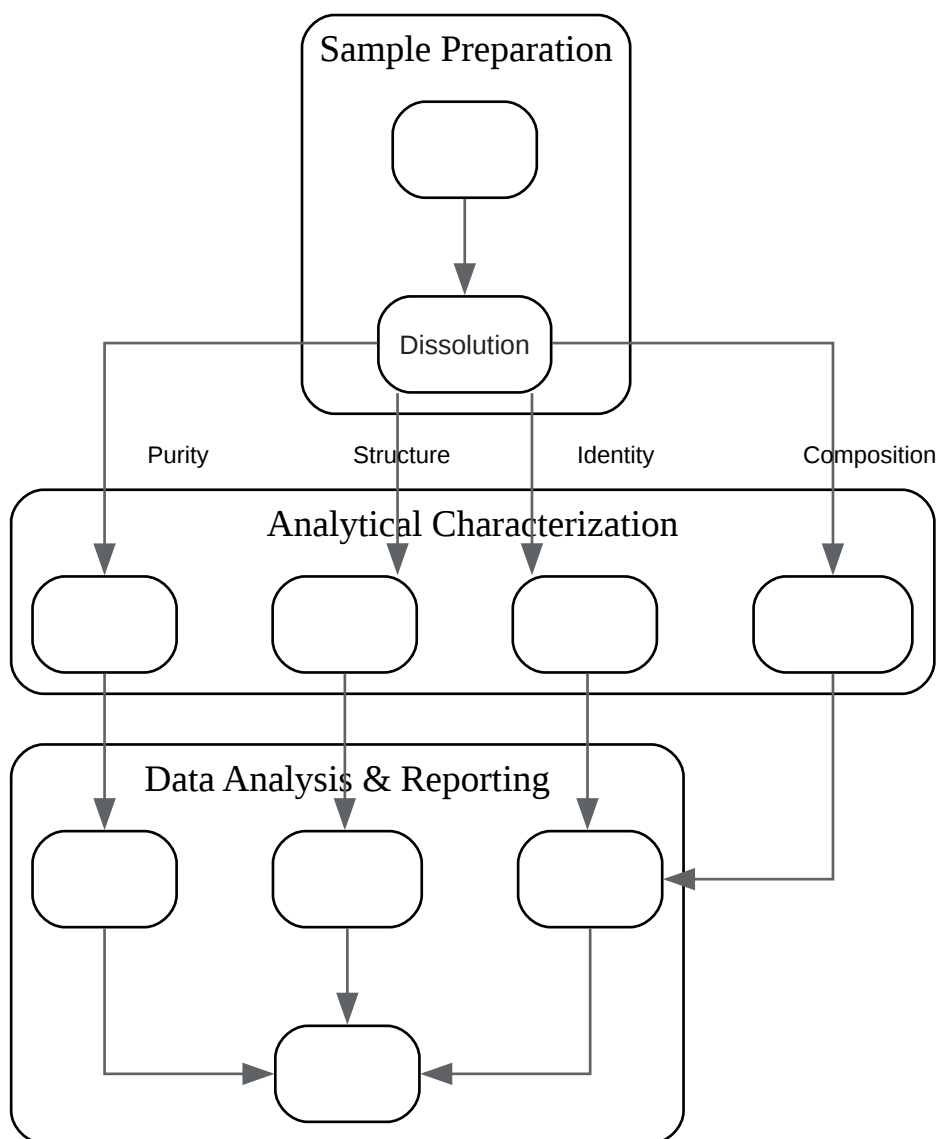 Sample Preparation
Dissolution
Purity
Structure
Identity
Composition
Analytical Characterization
Data Analysis & Reporting